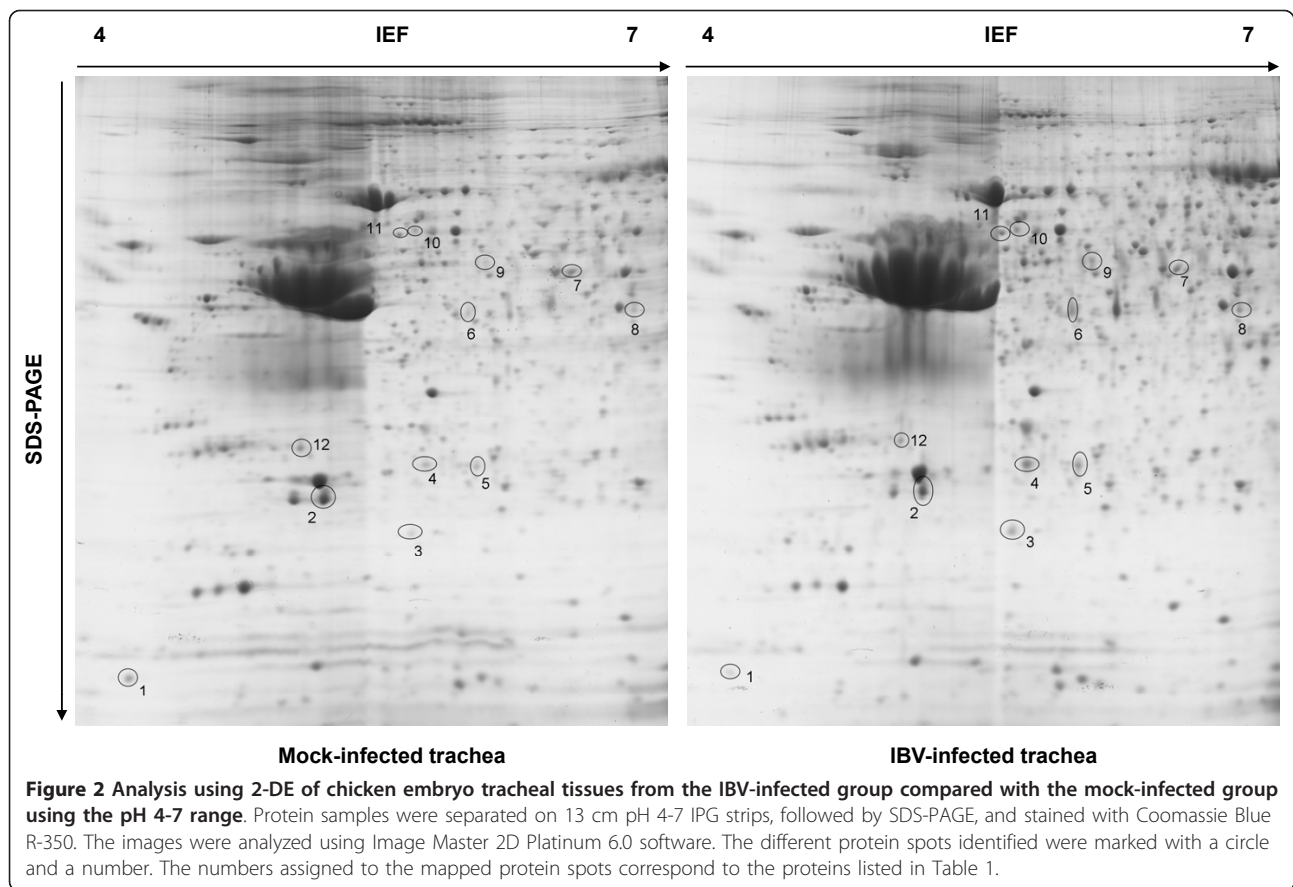 4 IEF 7 4 IEF 7
SDS-PAGE
11 10 9 7 6 8 12 4 5 2 3 1
11 10 9 7 6 8 12 4 5 2 3 1
Mock-infected trachea IBV-infected trachea
Figure 2 Analysis using 2-DE of chicken embryo tracheal tissues from the IBV-infected group compared with the mock-infected group
using the pH 4-7 range. Protein samples were separated on 13 cm pH 4-7 IPG strips, followed by SDS-PAGE, and stained with Coomassie Blue
R-350. The images were analyzed using Image Master 2D Platinum 6.0 software. The different protein spots identified were marked with a circle
and a number. The numbers assigned to the mapped protein spots correspond to the proteins listed in Table 1.